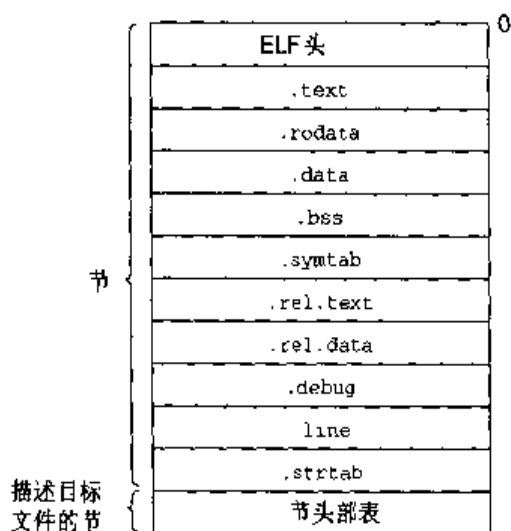 0
ELF头
.text
.rodata
.data
.bss
.symtab
.rel.text
.rel.data
.debug
line
.strtab
节
描述目标
文件的节
节头部表